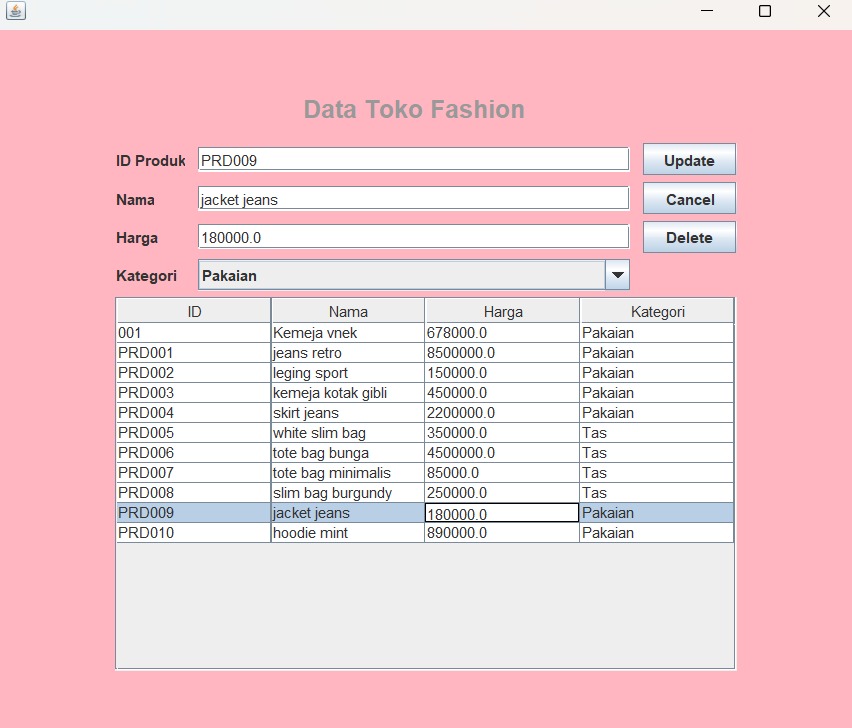 Data Toko Fashion
ID Produk PRD009 Update
Nama jacket jeans Cancel
Harga 180000.0 Delete
Kategori Pakaian
ID Nama Harga Kategori
001 Kemeja vnek 678000.0 Pakaian
PRD001 jeans retro 8500000.0 Pakaian
PRD002 leging sport 150000.0 Pakaian
PRD003 kemeja kotak gibli 450000.0 Pakaian
PRD004 skirt jeans 2200000.0 Pakaian
PRD005 white slim bag 350000.0 Tas
PRD006 tote bag bunga 4500000.0 Tas
PRD007 tote bag minimalis 85000.0 Tas
PRD008 slim bag burgundy 250000.0 Tas
PRD009 jacket jeans 180000.0 Pakaian
PRD010 hoodie mint 890000.0 Pakaian